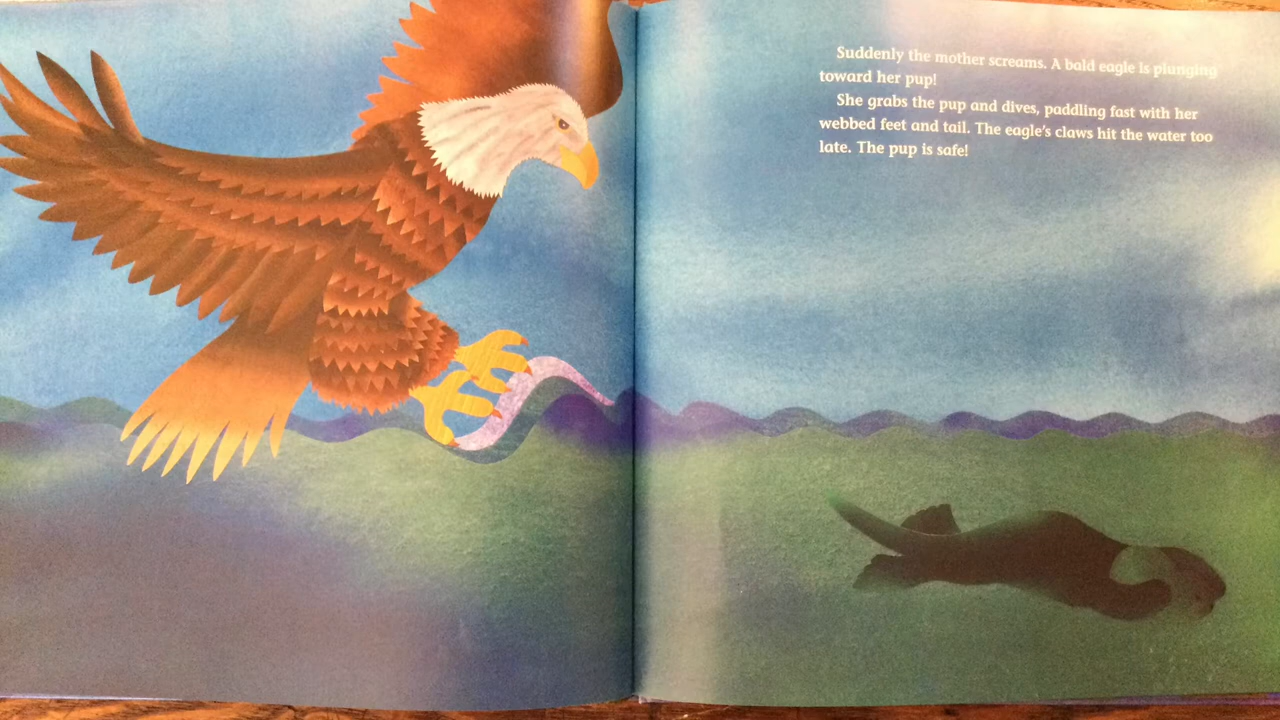 Suddenly the mother screams. A bald eagle is plunging
toward her pup!
She grabs the pup and dives, paddling fast with her
webbed feet and tail. The eagle's claws hit the water too
late. The pup is safe!